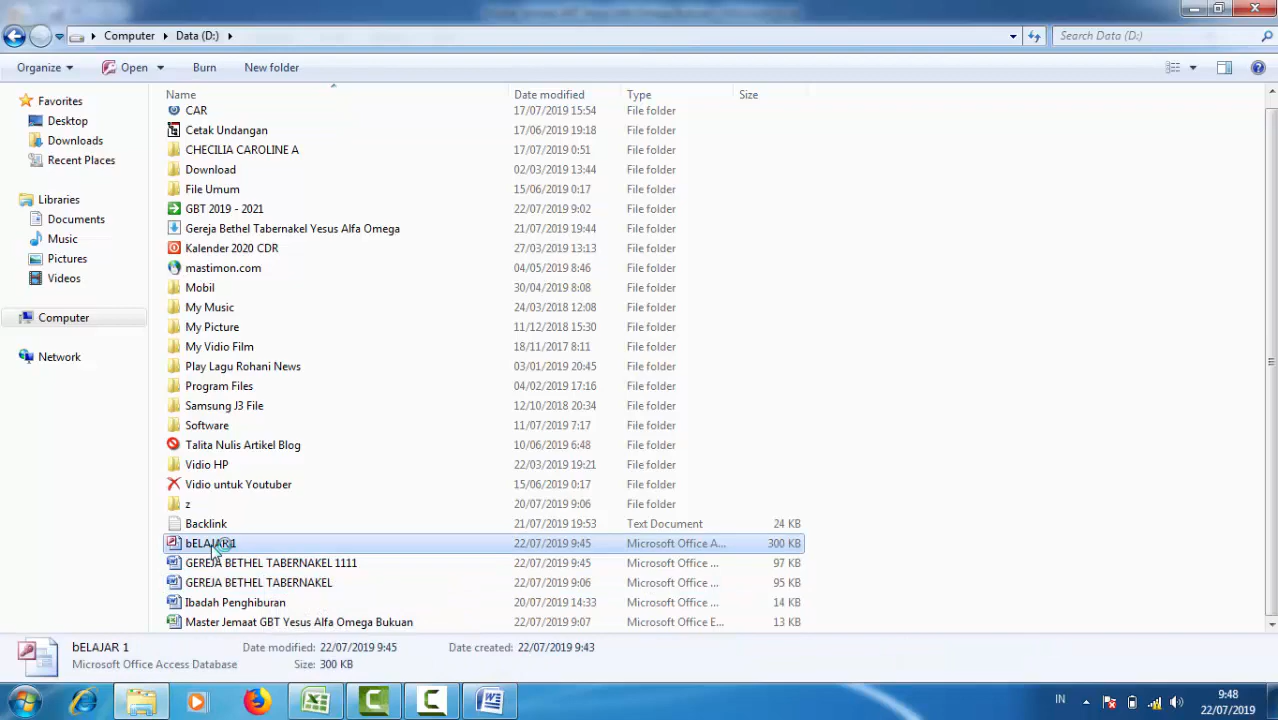 Computer Data (D:) Search Data (D:)
Organize Open Burn New folder
Name Date modified Type Size
Favorites
Desktop
Downloads
Recent Places
Libraries
Documents
Music
Pictures
Videos
Computer
Network
CAR 17/07/2019 15:54 File folder
Cetak Undangan 17/06/2019 19:18 File folder
CHECILIA CAROLINE A 17/07/2019 0:51 File folder
Download 02/03/2019 13:44 File folder
File Umum 15/06/2019 0:17 File folder
GBT 2019 - 2021 22/07/2019 9:02 File folder
Gereja Bethel Tabernakel Yesus Alfa Omega 21/07/2019 19:44 File folder
Kalender 2020 CDR 27/03/2019 13:13 File folder
mastimon.com 04/05/2019 8:46 File folder
Mobil 30/04/2019 8:08 File folder
My Music 24/03/2018 12:08 File folder
My Picture 11/12/2018 15:30 File folder
My Vidio Film 18/11/2017 8:11 File folder
Play Lagu Rohani News 03/01/2019 20:45 File folder
Program Files 04/02/2019 17:16 File folder
Samsung J3 File 12/10/2018 20:34 File folder
Software 11/07/2019 7:17 File folder
Talita Nulis Artikel Blog 10/06/2019 6:48 File folder
Vidio HP 22/03/2019 19:21 File folder
Vidio untuk Youtuber 15/06/2019 0:17 File folder
z 20/07/2019 9:06 File folder
Backlink 21/07/2019 19:53 Text Document 24 KB
bELAJAR 1 22/07/2019 9:45 Microsoft Office A... 300 KB
GEREJA BETHEL TABERNAKEL 1111 22/07/2019 9:45 Microsoft Office ... 97 KB
GEREJA BETHEL TABERNAKEL 22/07/2019 9:06 Microsoft Office ... 95 KB
Ibadah Penghiburan 20/07/2019 14:33 Microsoft Office ... 14 KB
Master Jemaat GBT Yesus Alfa Omega Bukuan 22/07/2019 9:07 Microsoft Office E... 13 KB
bELAJAR 1 Date modified: 22/07/2019 9:45 Date created: 22/07/2019 9:43
Microsoft Office Access Database Size: 300 KB
IN 9:48
22/07/2019